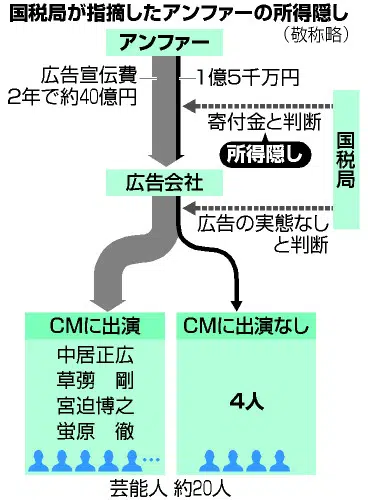 国税局が指摘したアンファーの所得隠し
（敬称略）
アンファー
広告宣伝費
2年で約40億円
1億5千万円
寄付金と判断
所得隠し
国税局
広告会社
広告の実態なし
と判断
CMに出演
中居正広
草彅　剛
宮迫博之
蛍原　徹
…
CMに出演なし
4人
芸能人 約20人